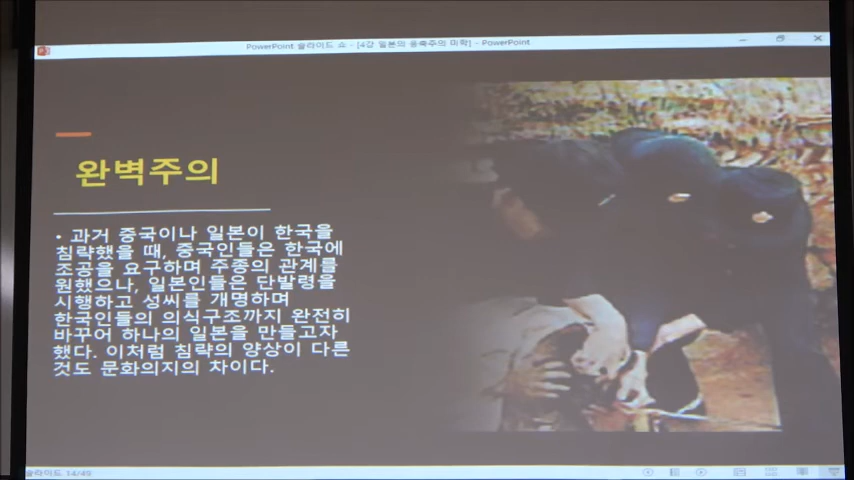 PowerPoint 슬라이드 쇼 - [4강 일본의 응축주의 미학] - PowerPoint
완벽주의
• 과거 중국이나 일본이 한국을
침략했을 때, 중국인들은 한국에
조공을 요구하며 주종의 관계를
원했으나, 일본인들은 단발령을
시행하고 성씨를 개명하며
한국인들의 의식구조까지 완전히
바꾸어 하나의 일본을 만들고자
했다. 이처럼 침략의 양상이 다른
것도 문화의지의 차이다.
슬라이드 14/49